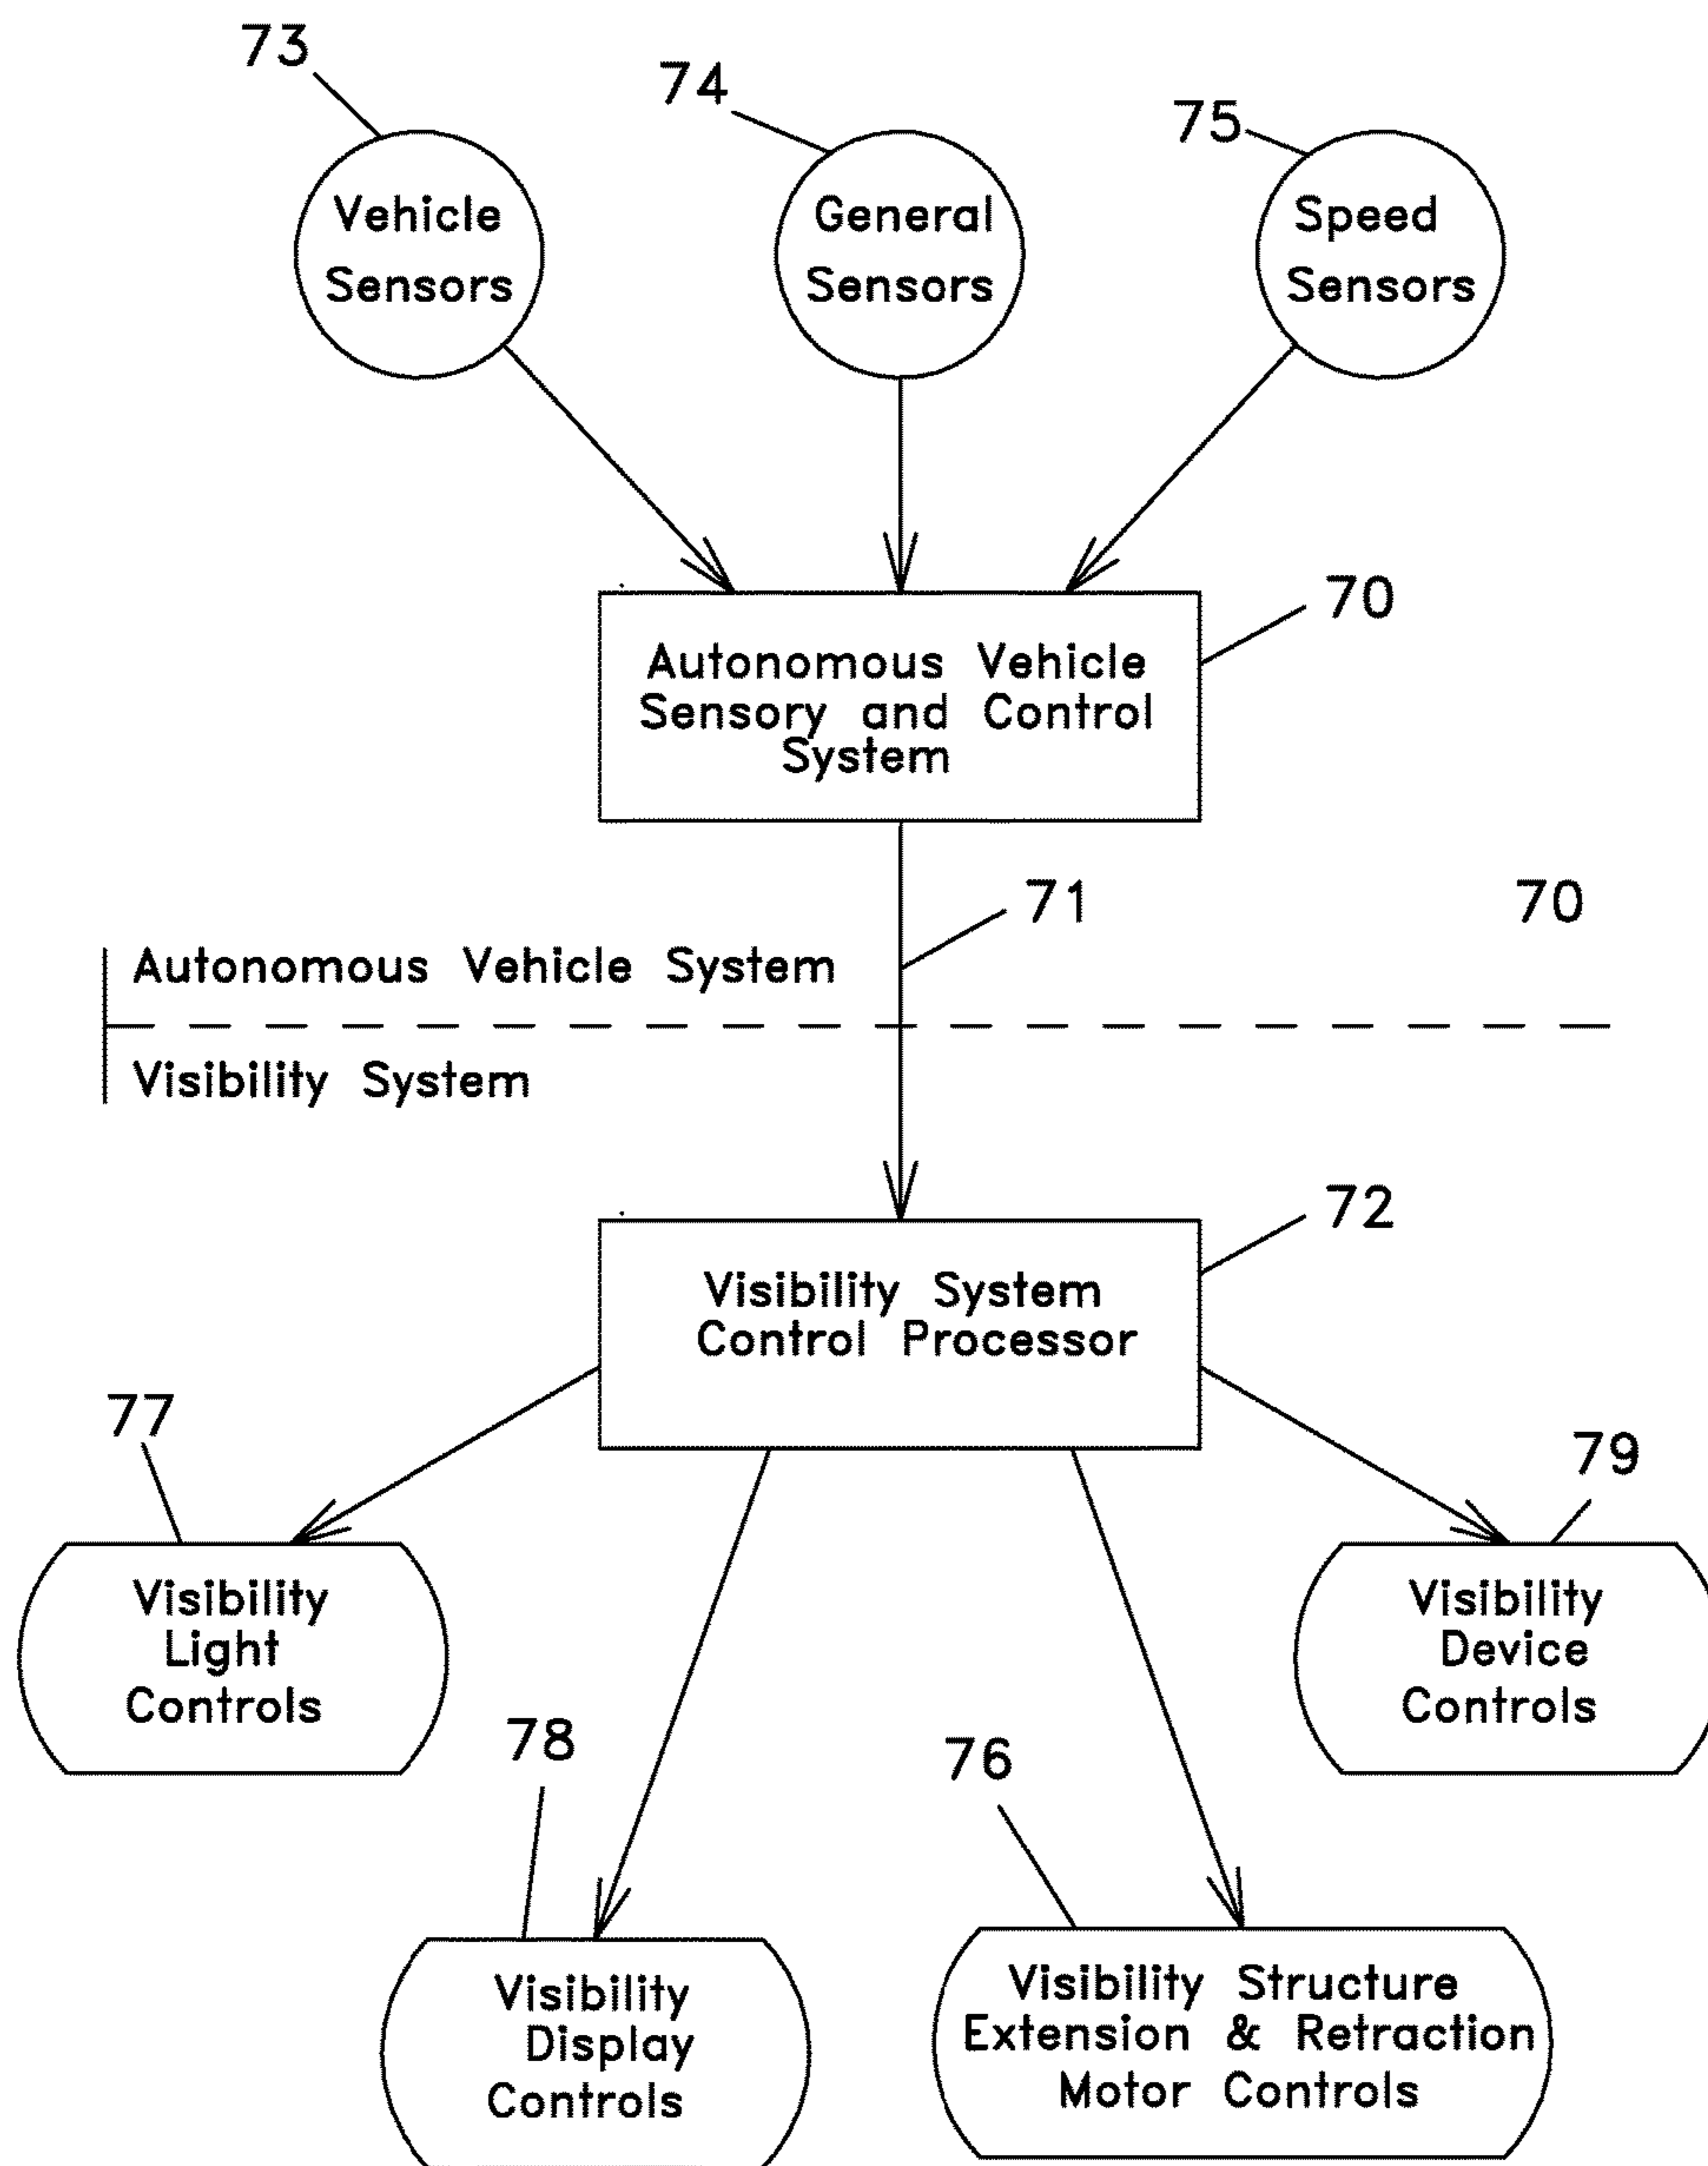 73
74
75
Vehicle
Sensors
General
Sensors
Speed
Sensors
70
Autonomous Vehicle
Sensory and Control
System
71
70
Autonomous Vehicle System
Visibility System
72
Visibility System
Control Processor
77
79
Visibility
Light
Controls
Visibility
Device
Controls
78
76
Visibility
Display
Controls
Visibility Structure
Extension & Retraction
Motor Controls